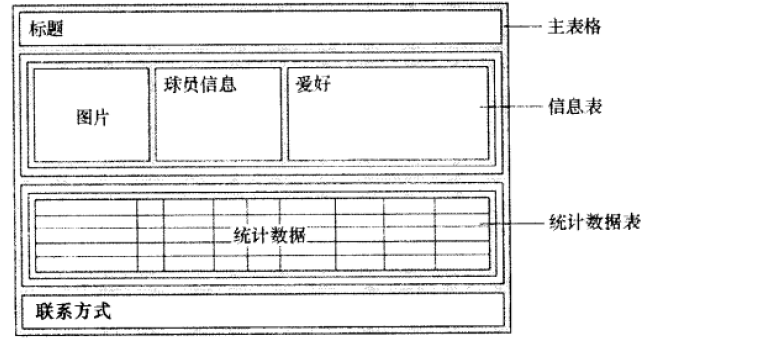 标题
主表格
球员信息
爱好
图片
信息表
统计数据
统计数据表
联系方式